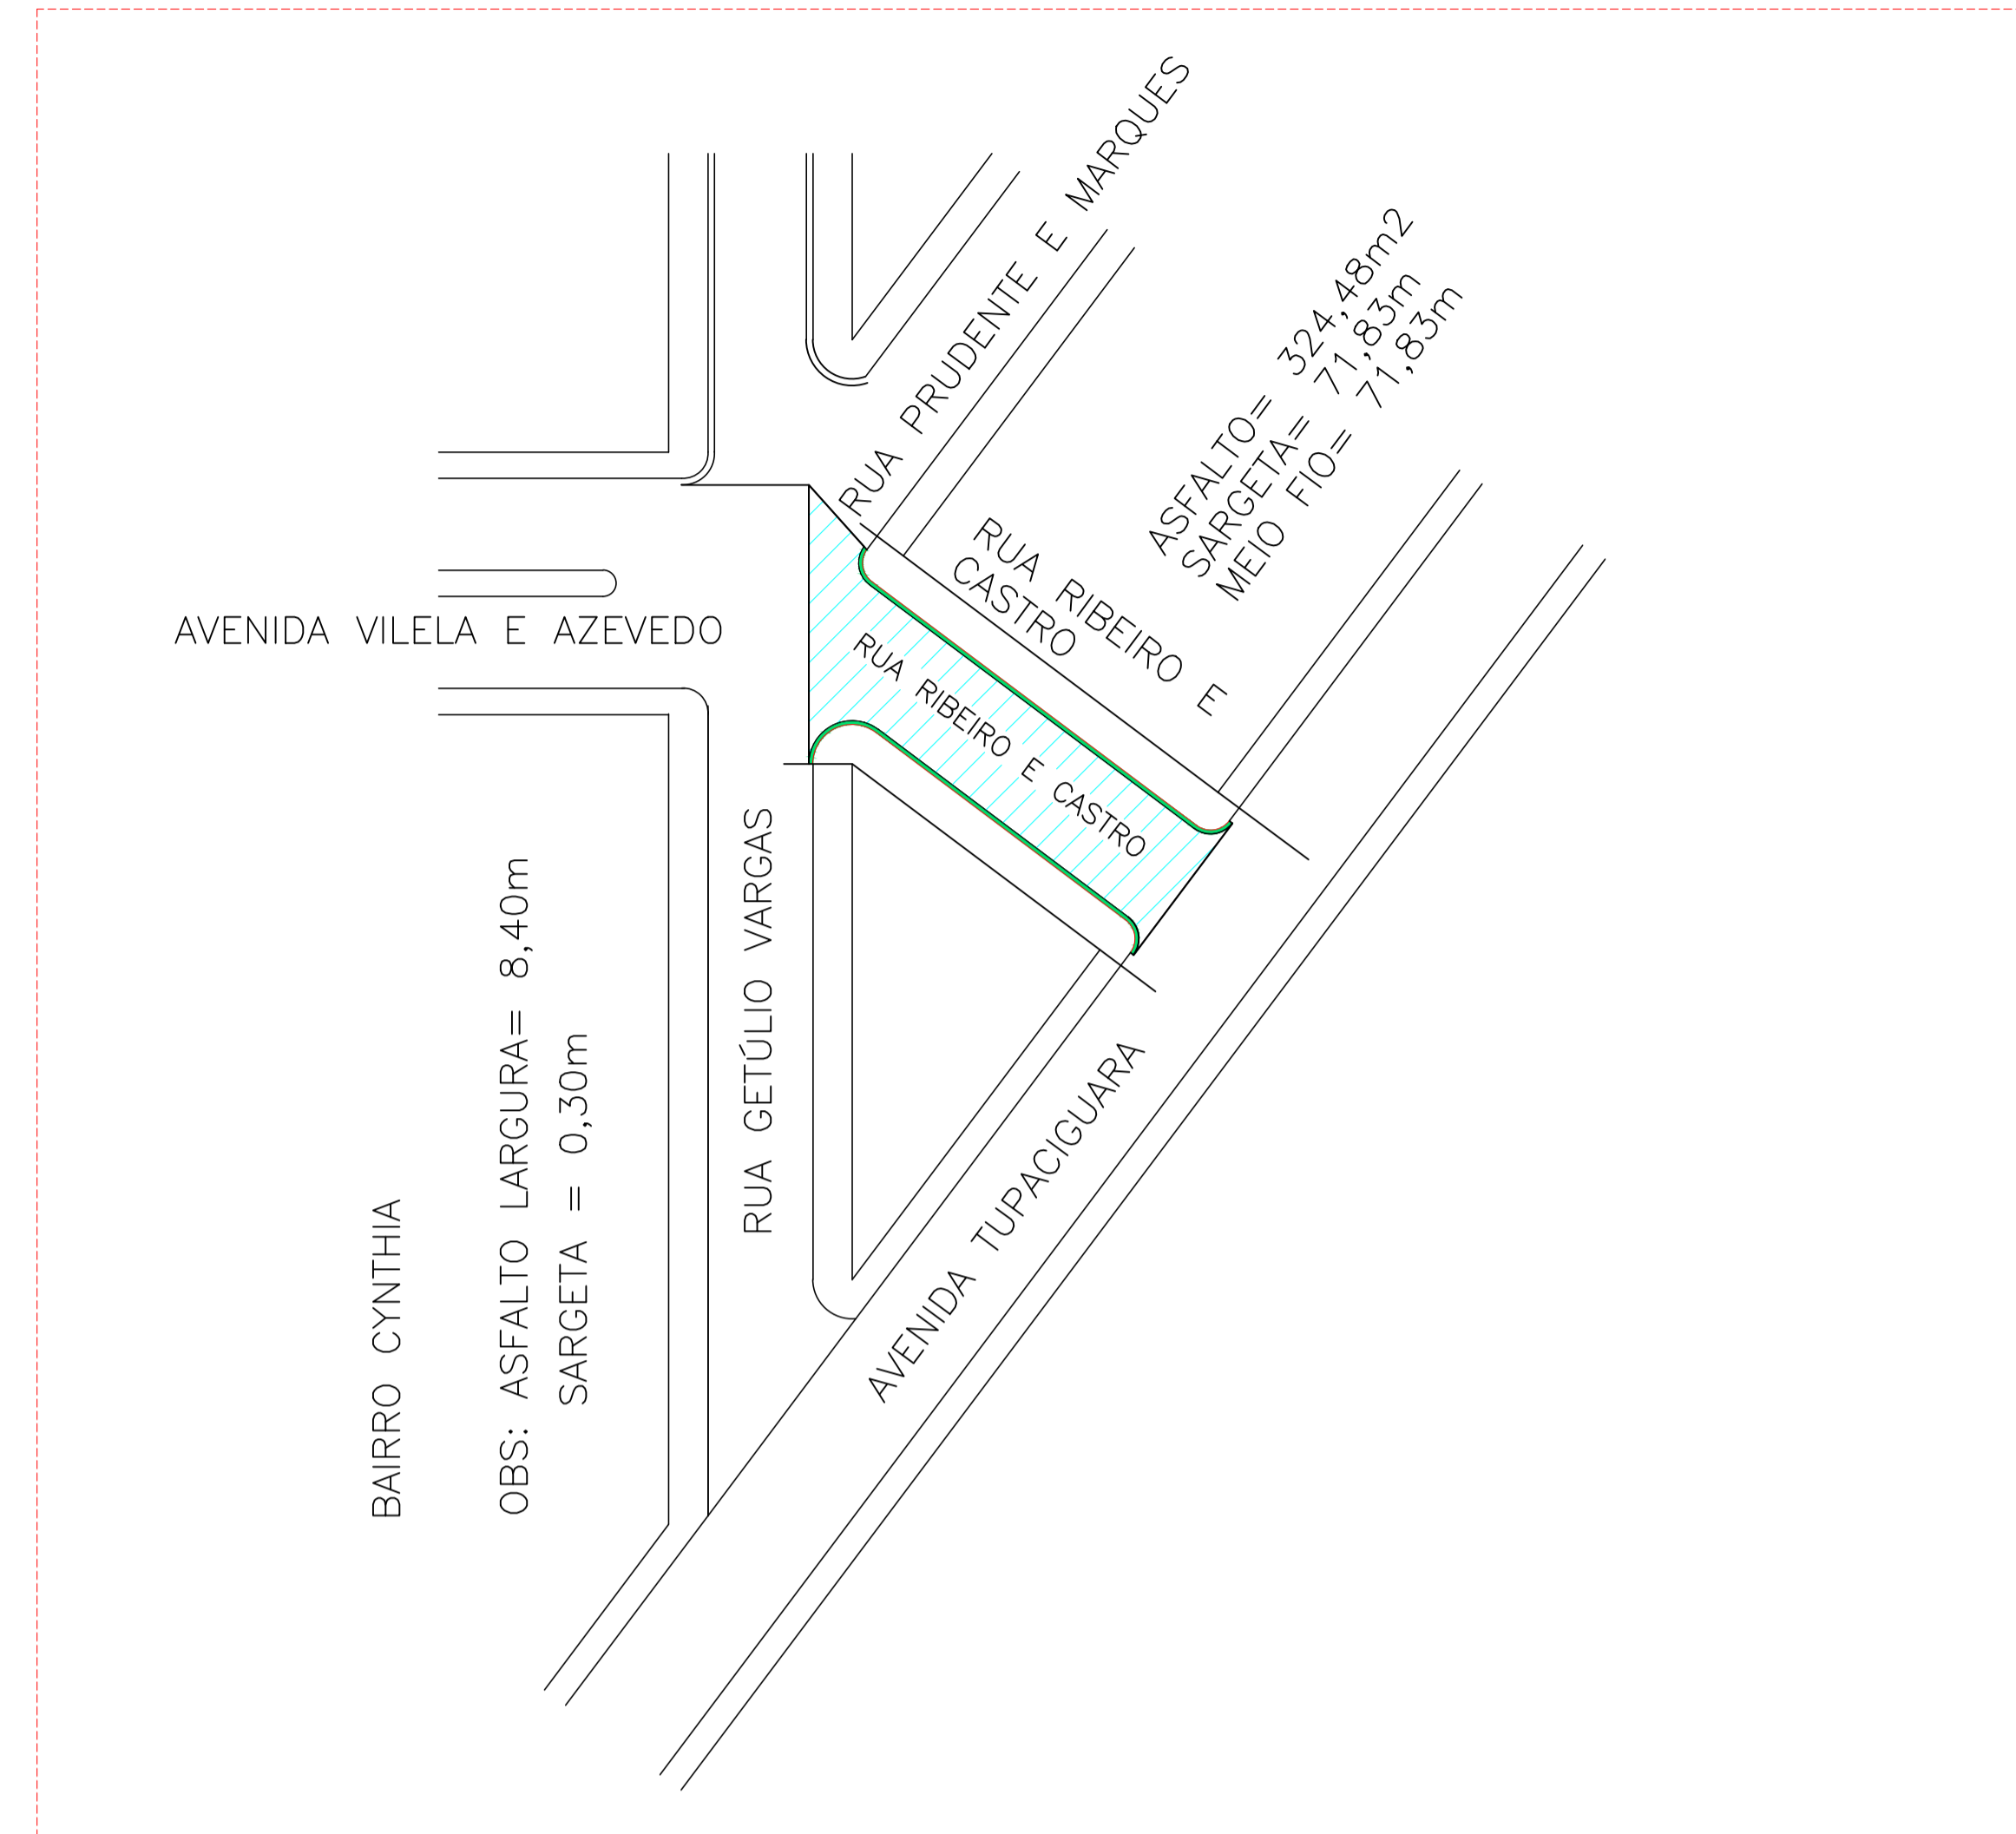 RUA PRUDENTE E MARQUES
ASFALTO= 324,48m2
SARGETA= 71,83m
MEIO FIO= 71,83m
RUA RIBEIRO E
CASTRO
AVENIDA VILELA E AZEVEDO
RUA RIBEIRO E CASTRO
RUA GETÚLIO VARGAS
AVENIDA TUPACIGUARA
BAIRRO CYNTHIA
OBS: ASFALTO LARGURA= 8,40m
SARGETA = 0,30m